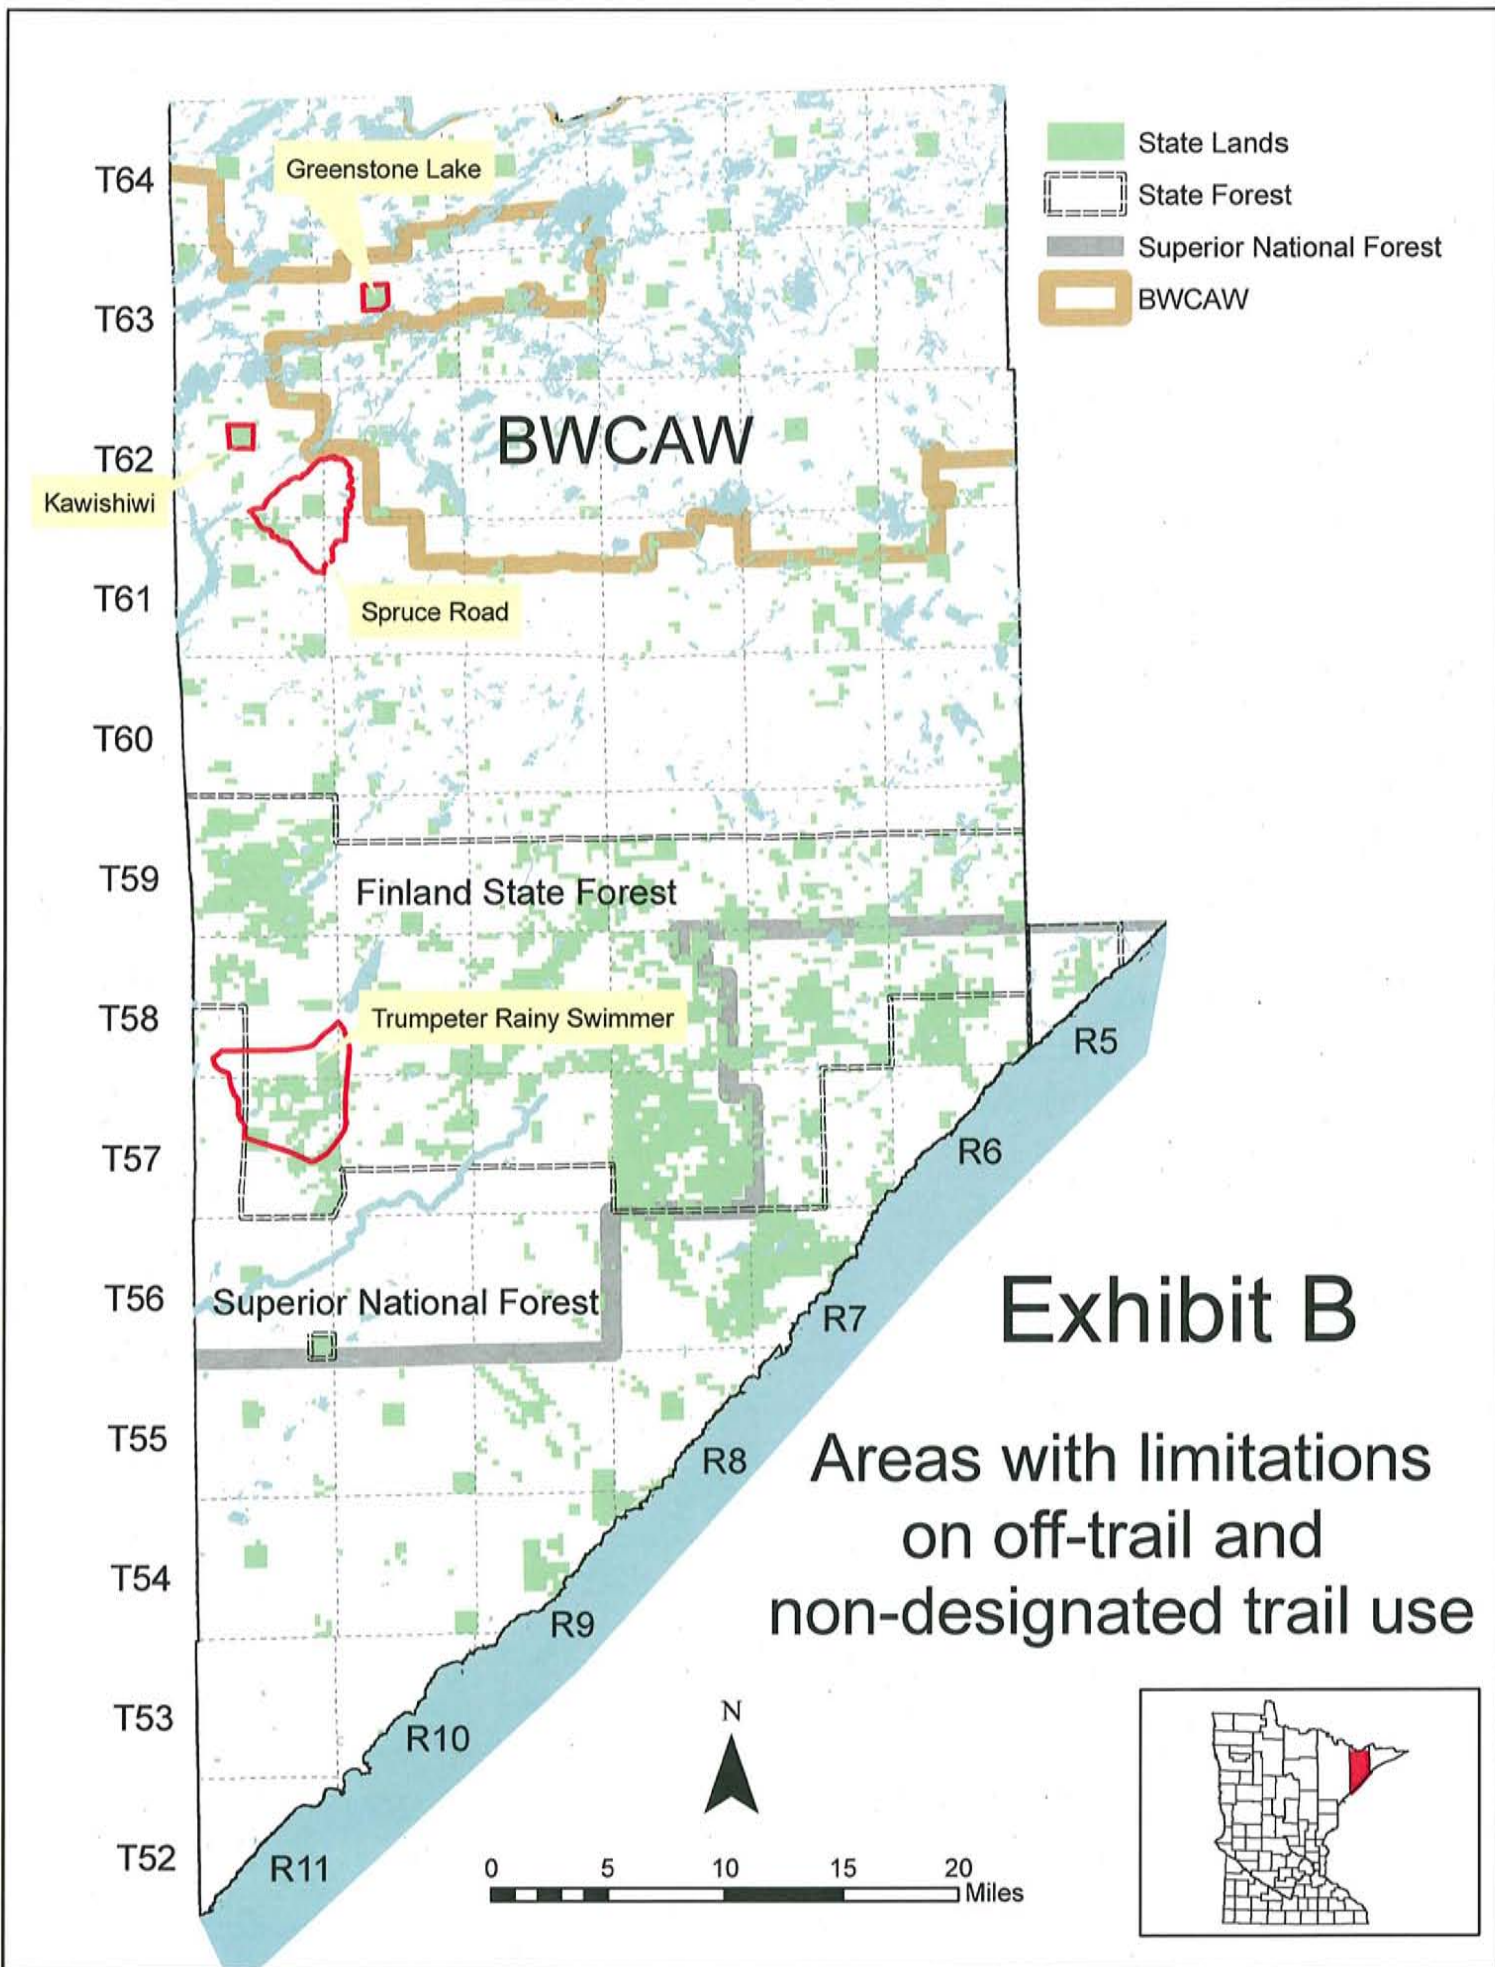 State Lands
State Forest
Superior National Forest
BWCAW
Greenstone Lake
T64
T63
BWCAW
T62
Kawishiwi
T61
Spruce Road
T60
T59
Finland State Forest
T58
Trumpeter Rainy Swimmer
R5
T57
R6
T56
Superior National Forest
R7
Exhibit B
T55
R8
Areas with limitations
on off-trail and
non-designated trail use
T54
R9
T53
R10
N
T52
R11
0 5 10 15 20
Miles